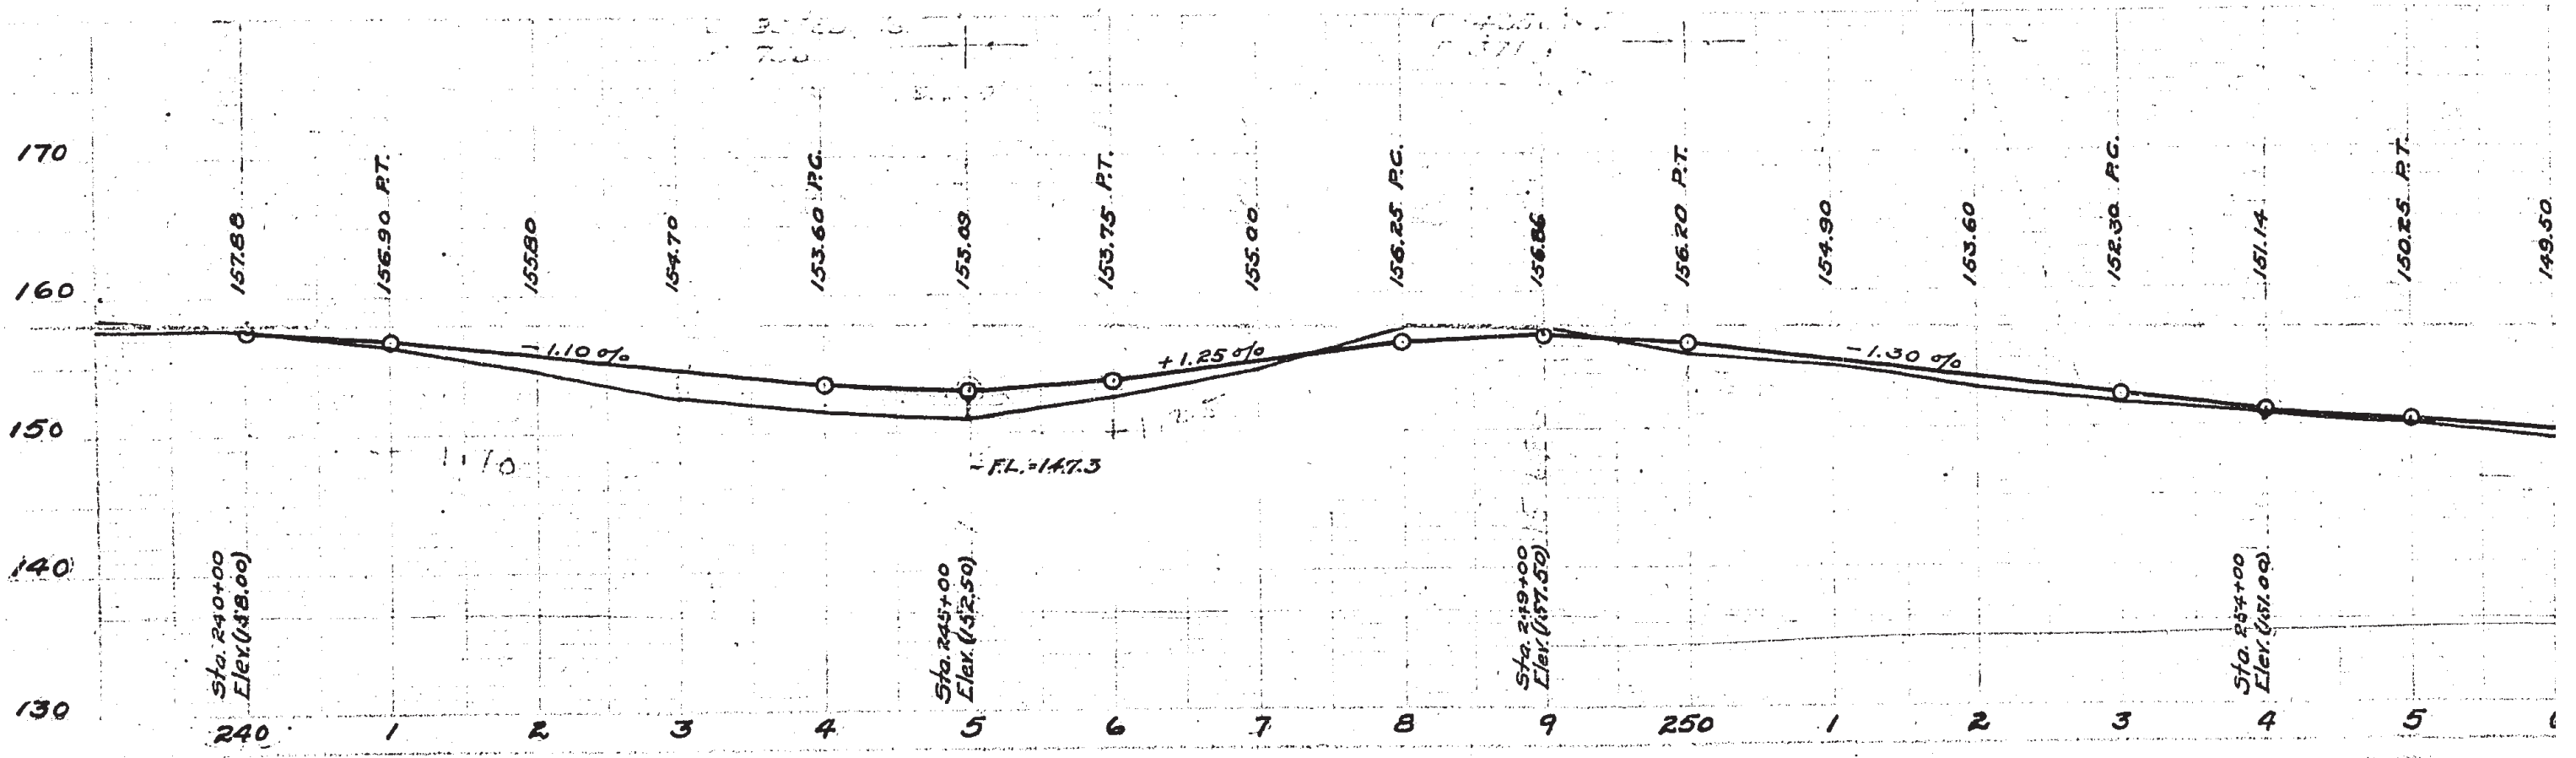 170
160
150
140
130
157.88
156.90 P.T.
155.80
154.70
153.60 P.C.
153.09
153.75 P.T.
155.00
156.25 P.C.
156.86
156.20 P.T.
154.90
153.60
152.30 P.C.
151.14
150.25 P.T.
149.50
-1.10 %
+1.25 %
-1.30 %
+1.25
- F.L.=147.3
Sta. 240+00
Elev. (158.00)
Sta. 245+00
Elev. (152.50)
Sta. 249+00
Elev. (157.50)
Sta. 254+00
Elev. (151.00)
240 1 2 3 4 5 6 7 8 9 250 1 2 3 4 5 6